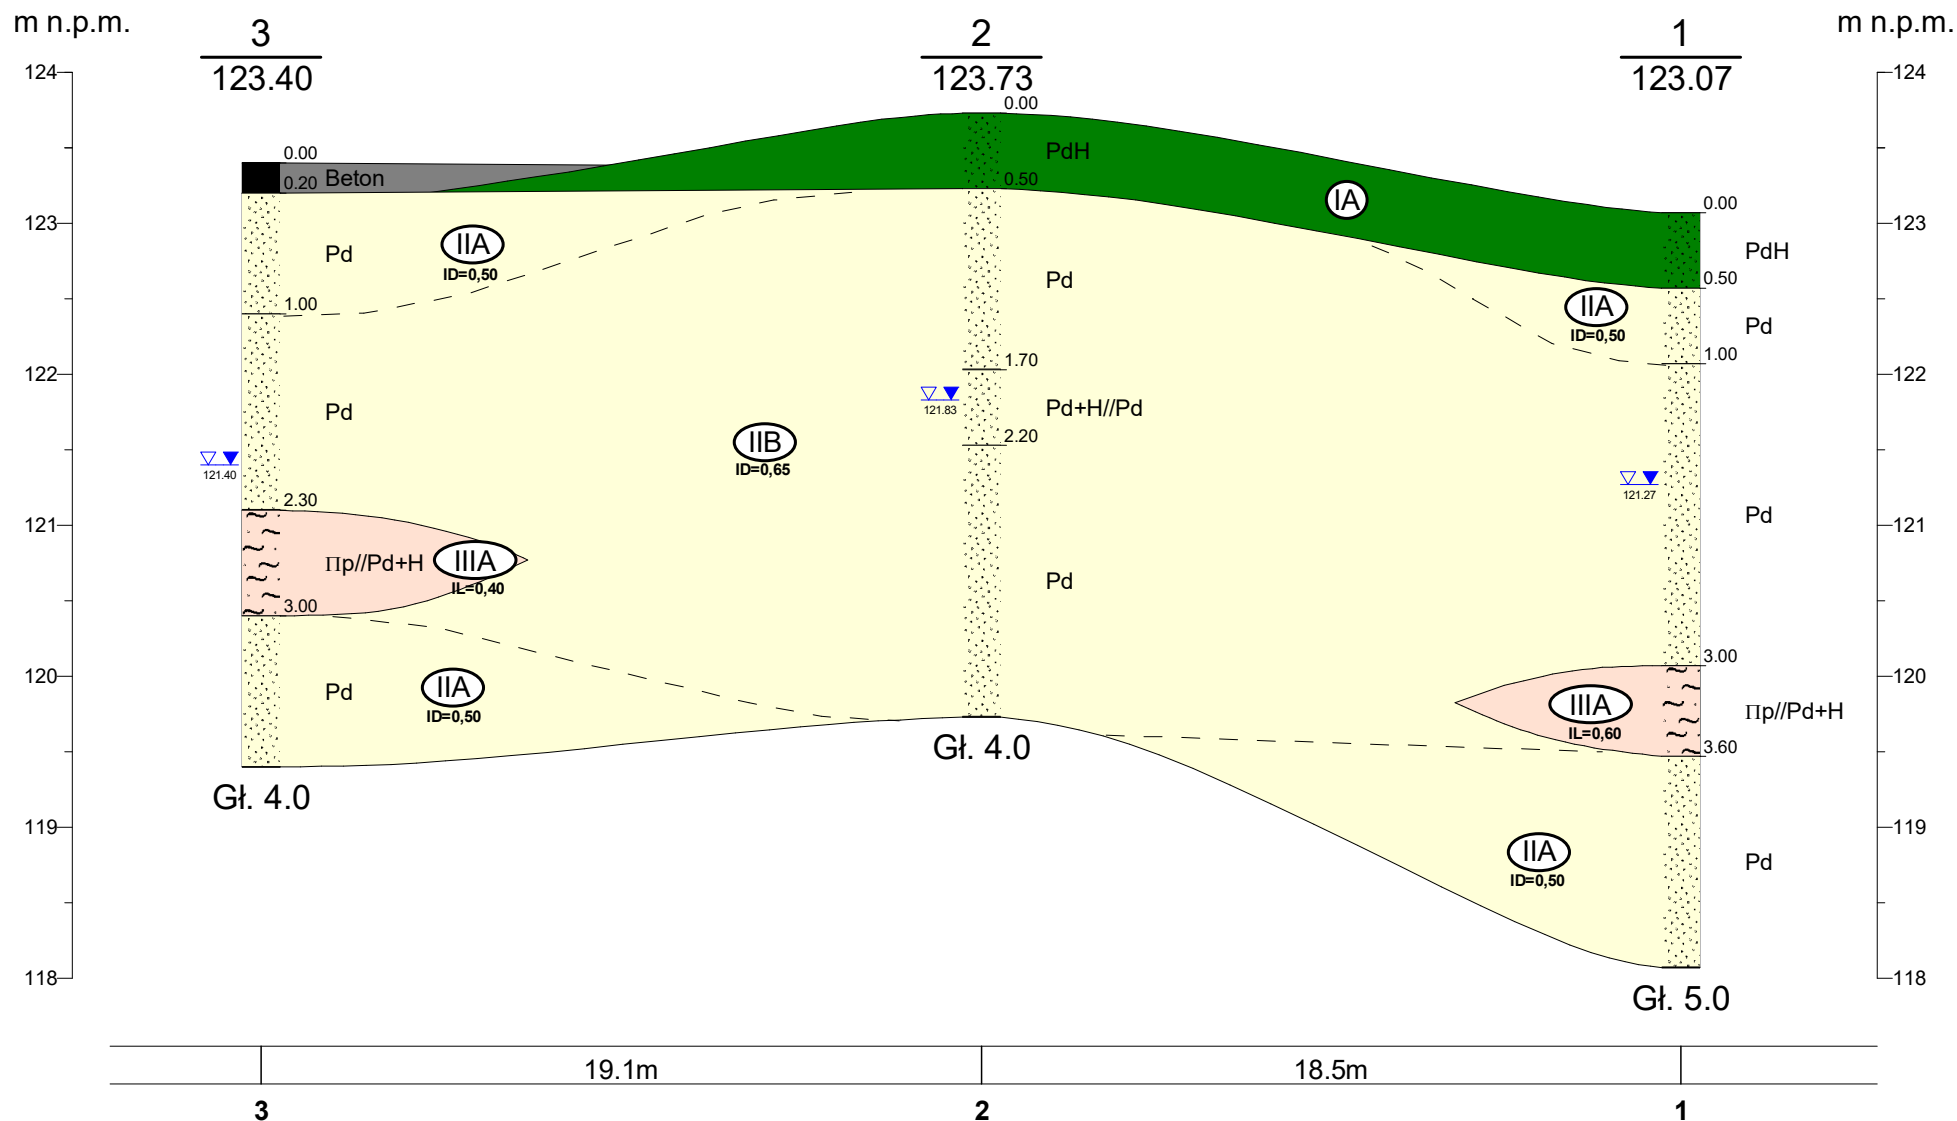 m n.p.m.
m n.p.m.
3
123.40
2
123.73
1
123.07
124
123
122
121
120
119
118
124
123
122
121
120
119
118
0.00
0.20
Beton
Pd
IIA
ID=0,50
1.00
Pd
121.40
2.30
Πp//Pd+H
IIIA
IL=0,40
3.00
Pd
IIA
ID=0,50
Gł. 4.0
IIB
ID=0,65
0.00
PdH
0.50
Pd
1.70
121.83
Pd+H//Pd
2.20
Pd
Gł. 4.0
IA
0.00
PdH
0.50
IIA
ID=0,50
Pd
1.00
121.27
Pd
3.00
IIIA
IL=0,60
Πp//Pd+H
3.60
IIA
ID=0,50
Pd
Gł. 5.0
19.1m
18.5m
3
2
1